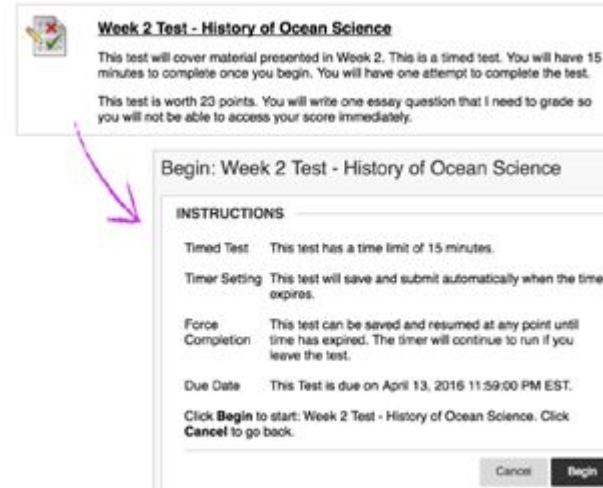 Week 2 Test - History of Ocean Science
This test will cover material presented in Week 2. This is a timed test. You will have 15
minutes to complete once you begin. You will have one attempt to complete the test.
This test is worth 23 points. You will write one essay question that I need to grade so
you will not be able to access your score immediately.
Begin: Week 2 Test - History of Ocean Science
INSTRUCTIONS
Timed Test This test has a time limit of 15 minutes.
Timer Setting This test will save and submit automatically when the time
expires.
Force This test can be saved and resumed at any point until
Completion time has expired. The timer will continue to run if you
leave the test.
Due Date This Test is due on April 13, 2016 11:59:00 PM EST.
Click Begin to start: Week 2 Test - History of Ocean Science. Click
Cancel to go back.
Cancel Begin